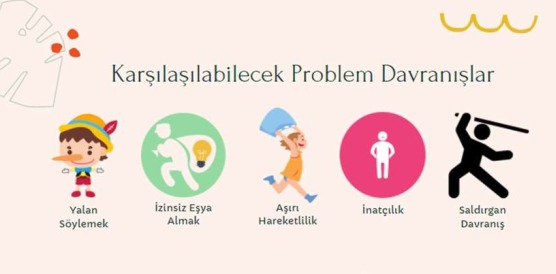 Karşılaşılabilecek Problem Davranışlar
Yalan
Söylemek
İzinsiz Eşya
Almak
Aşırı
Hareketlilik
İnatçılık
Saldırgan
Davranış